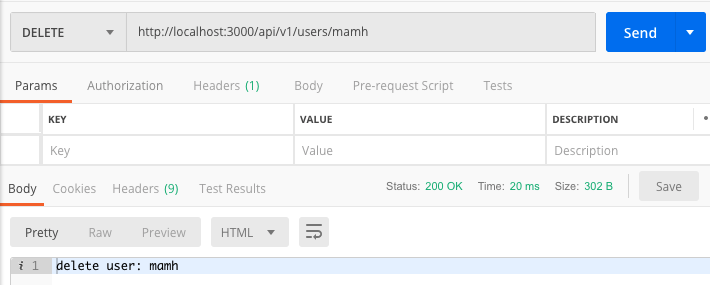 DELETE http://localhost:3000/api/v1/users/mamh Send
Params Authorization Headers (1) Body Pre-request Script Tests
KEY VALUE DESCRIPTION
Key Value Description
Body Cookies Headers (9) Test Results Status: 200 OK Time: 20 ms Size: 302 B Save
Pretty Raw Preview HTML
i 1 delete user: mamh